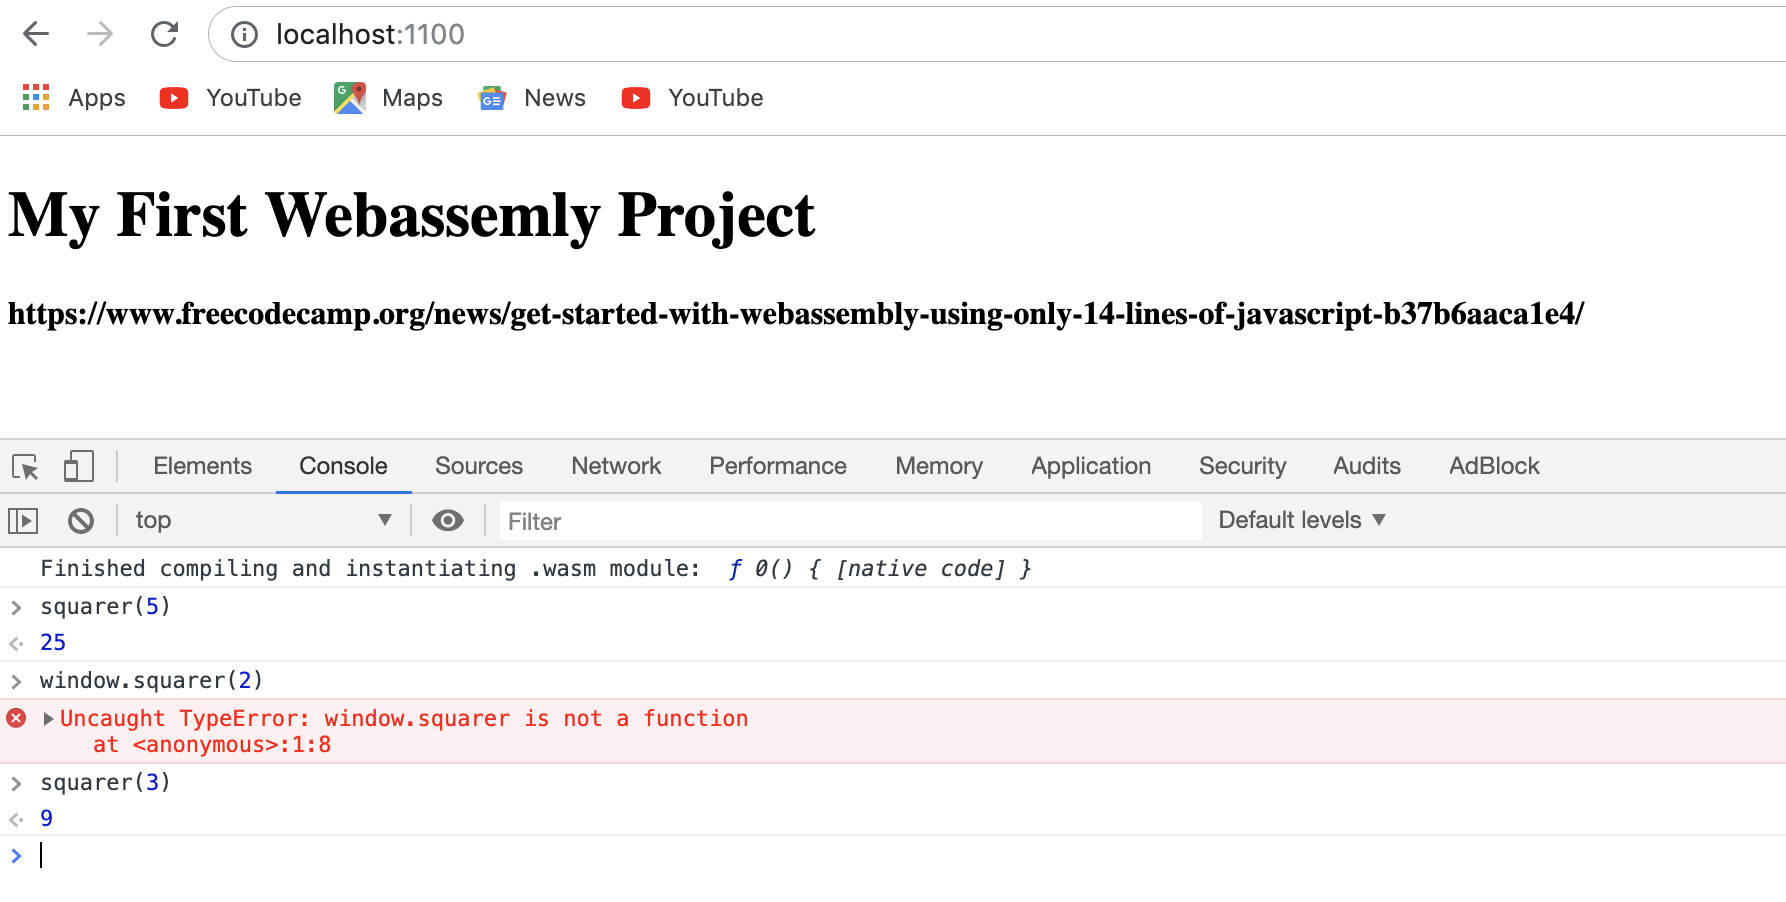 localhost:1100
Apps YouTube Maps News YouTube
My First Webassemly Project
https://www.freecodecamp.org/news/get-started-with-webassembly-using-only-14-lines-of-javascript-b37b6aaca1e4/
Elements Console Sources Network Performance Memory Application Security Audits AdBlock
top Filter Default levels
Finished compiling and instantiating .wasm module: ƒ 0() { [native code] }
squarer(5)
25
window.squarer(2)
Uncaught TypeError: window.squarer is not a function
at <anonymous>:1:8
squarer(3)
9